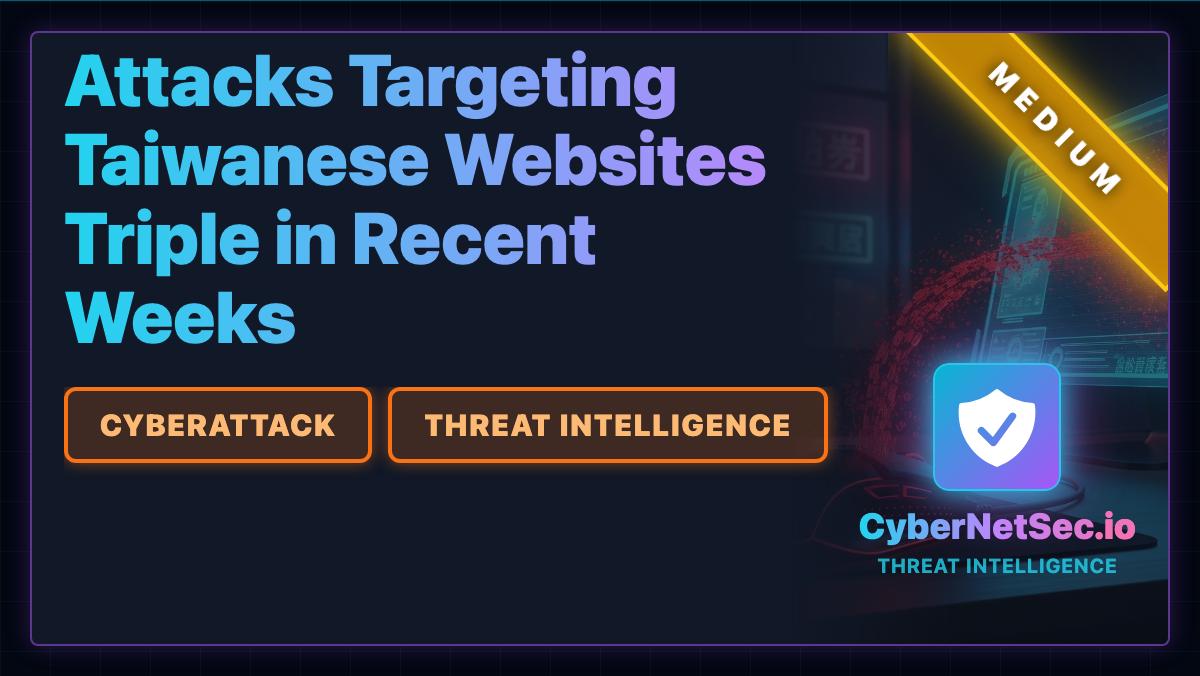 Attacks Targeting
Taiwanese Websites
Triple in Recent
Weeks
MEDIUM
CYBERATTACK
THREAT INTELLIGENCE
CyberNetSec.io
THREAT INTELLIGENCE